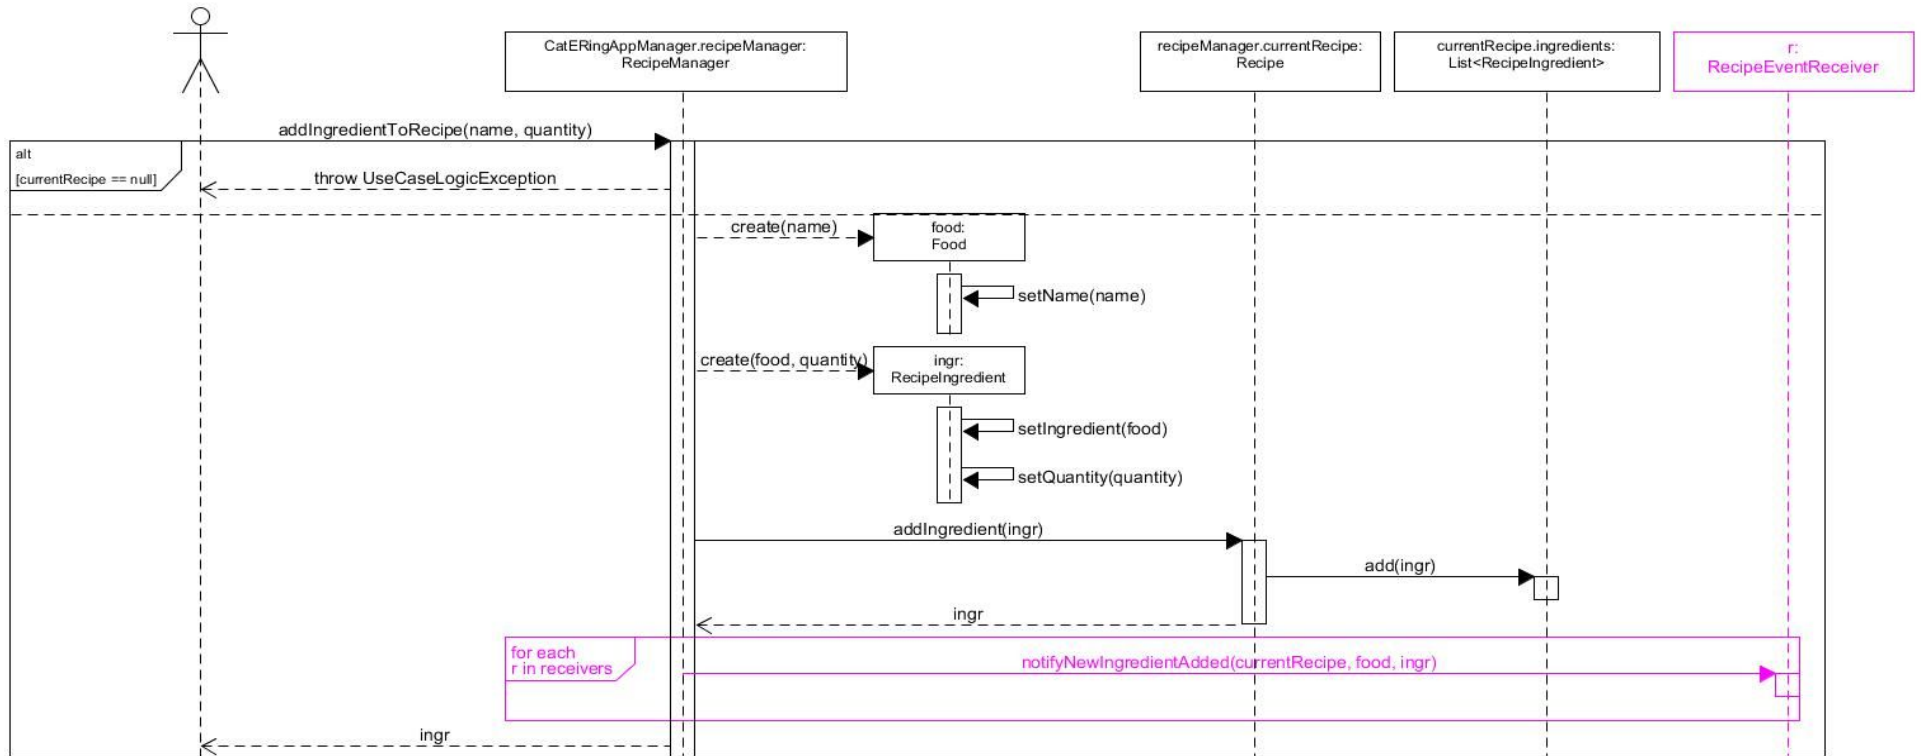 CatERingAppManager.recipeManager:
RecipeManager
recipeManager.currentRecipe:
Recipe
currentRecipe.ingredients:
List<RecipeIngredient>
r:
RecipeEventReceiver
addIngredientToRecipe(name, quantity)
alt
[currentRecipe == null]
throw UseCaseLogicException
create(name)
food:
Food
setName(name)
create(food, quantity)
ingr:
RecipeIngredient
setIngredient(food)
setQuantity(quantity)
addIngredient(ingr)
add(ingr)
ingr
for each
r in receivers
notifyNewIngredientAdded(currentRecipe, food, ingr)
ingr